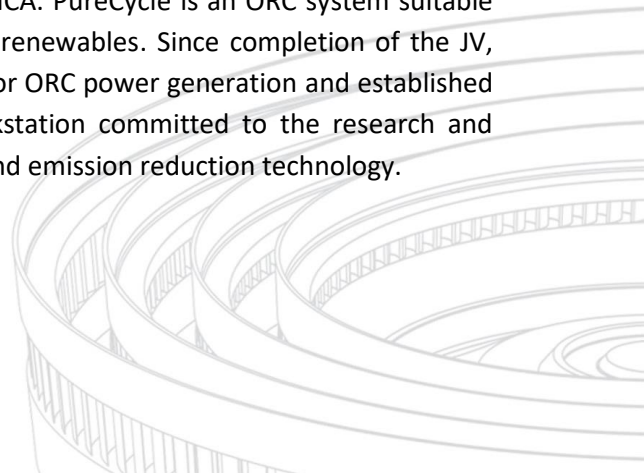 ICA. PureCycle is an ORC system suitable
renewables. Since completion of the JV,
or ORC power generation and established
kstation committed to the research and
nd emission reduction technology.